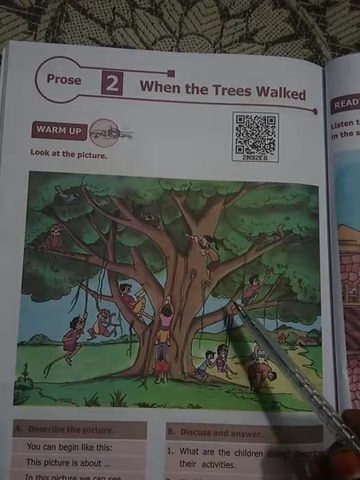 Prose 2 When the Trees Walked
WARM UP
Look at the picture.
2N92E8
A. Describe the picture.
You can begin like this:
This picture is about ...
In this picture we can see
B. Discuss and answer.
1. What are the children doing? Describe
their activities.
READ
Listen t
in the s